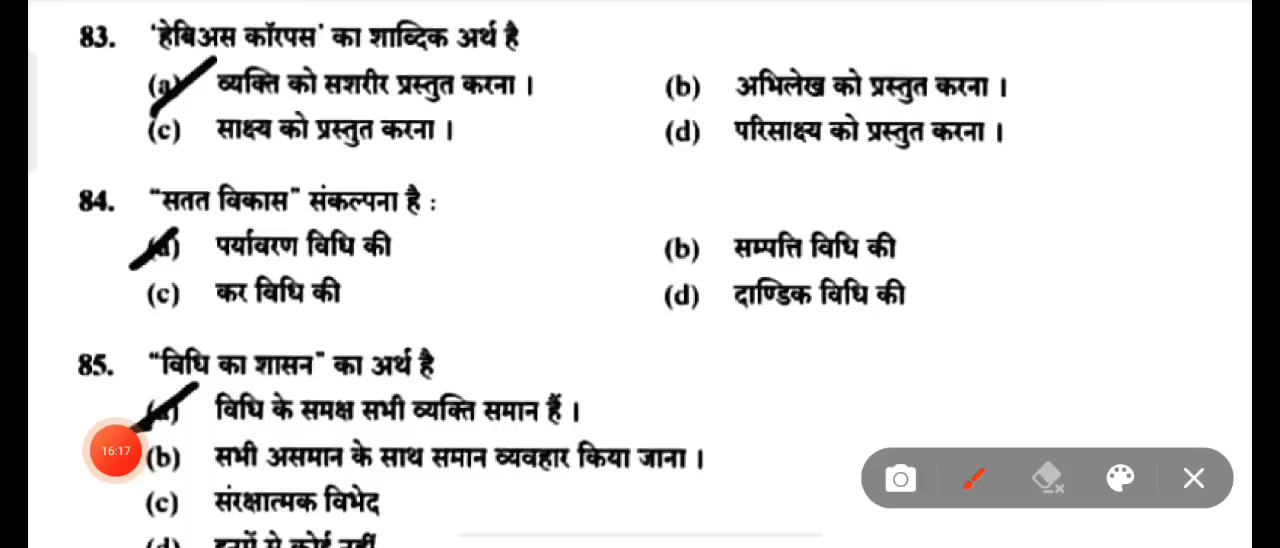 83. 'हेबिअस कॉरपस' का शाब्दिक अर्थ है
(a) व्यक्ति को सशरीर प्रस्तुत करना । (b) अभिलेख को प्रस्तुत करना ।
(c) साक्ष्य को प्रस्तुत करना । (d) परिसाक्ष्य को प्रस्तुत करना ।
84. "सतत विकास" संकल्पना है :
(a) पर्यावरण विधि की (b) सम्पत्ति विधि की
(c) कर विधि की (d) दाण्डिक विधि की
85. "विधि का शासन" का अर्थ है
(a) विधि के समक्ष सभी व्यक्ति समान हैं ।
16:17
(b) सभी असमान के साथ समान व्यवहार किया जाना ।
(c) संरक्षात्मक विभेद
(d) इनमें से कोई नहीं